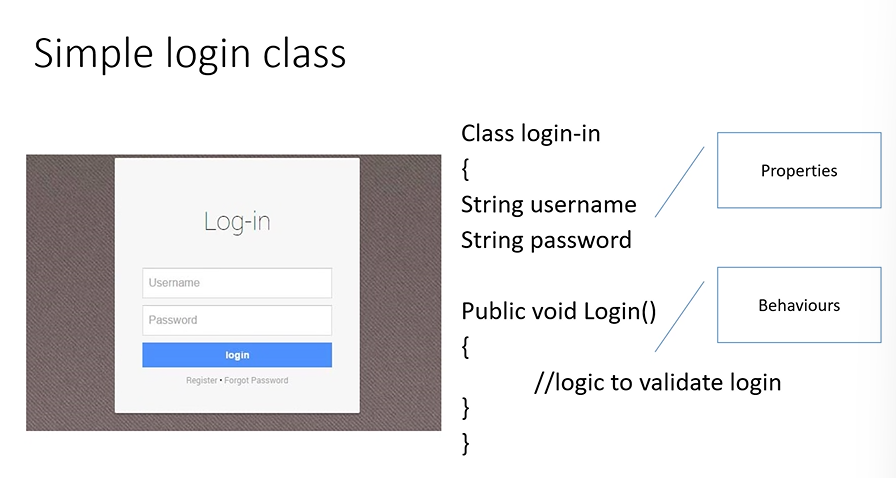 Simple login class
Log-in
Username
Password
login
Register • Forgot Password
Class login-in
{
String username
String password
Public void Login()
{
//logic to validate login
}
}
Properties
Behaviours